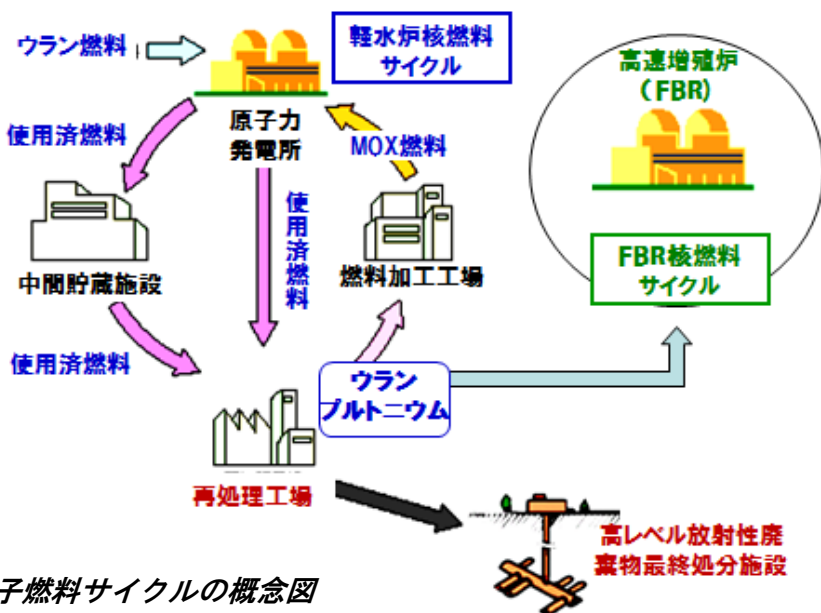 ウラン燃料
軽水炉核燃料
サイクル
高速増殖炉
(FBR)
使用済燃料
原子力
発電所
MOX燃料
使用済燃料
中間貯蔵施設
燃料加工工場
FBR核燃料
サイクル
使用済燃料
ウラン
プルトニウム
再処理工場
高レベル放射性廃
棄物最終処分施設
子燃料サイクルの概念図